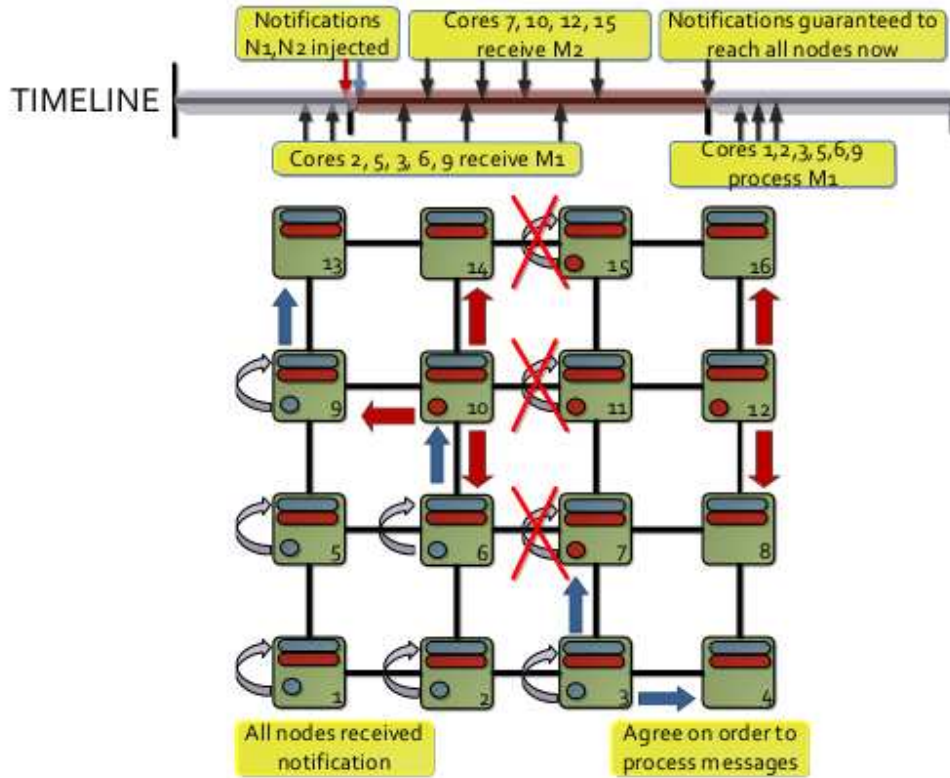 Notifications
N1,N2 injected
Cores 7, 10, 12, 15
receive M2
Notifications guaranteed to
reach all nodes now
TIMELINE
Cores 2, 5, 3, 6, 9 receive M1
Cores 1,2,3,5,6,9
process M1
13
14
15
16
9
10
11
12
5
6
7
8
1
2
3
4
All nodes received
notification
Agree on order to
process messages